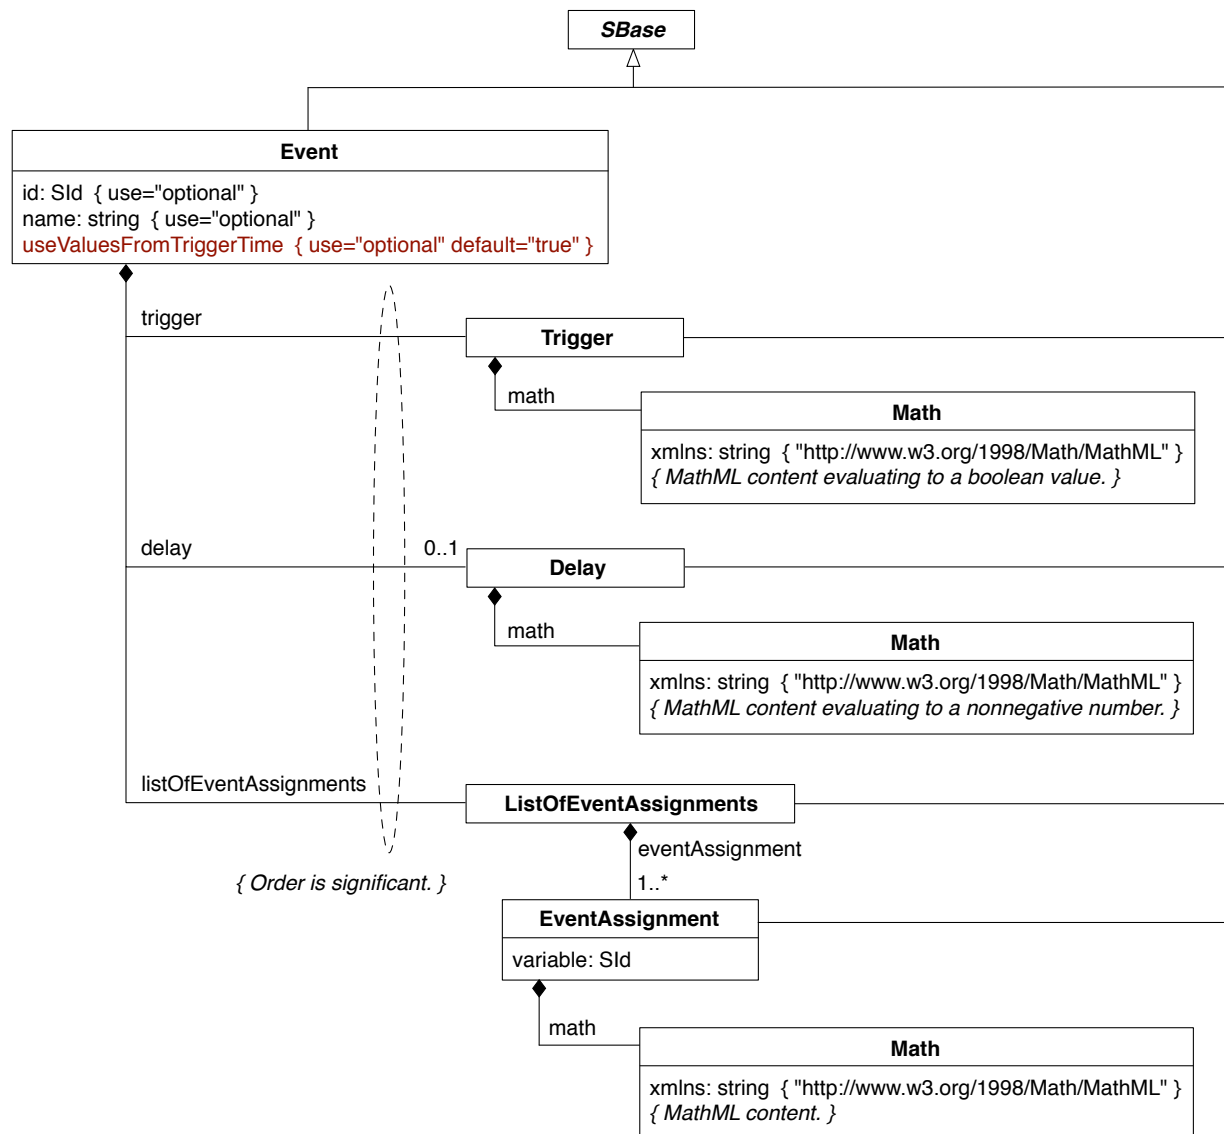 SBase
Event
id: SId { use="optional" }
name: string { use="optional" }
useValuesFromTriggerTime { use="optional" default="true" }
trigger
Trigger
math
Math
xmlns: string { "http://www.w3.org/1998/Math/MathML" }
{ MathML content evaluating to a boolean value. }
delay
0..1
Delay
math
Math
xmlns: string { "http://www.w3.org/1998/Math/MathML" }
{ MathML content evaluating to a nonnegative number. }
listOfEventAssignments
ListOfEventAssignments
eventAssignment
{ Order is significant. }
1..*
EventAssignment
variable: SId
math
Math
xmlns: string { "http://www.w3.org/1998/Math/MathML" }
{ MathML content. }